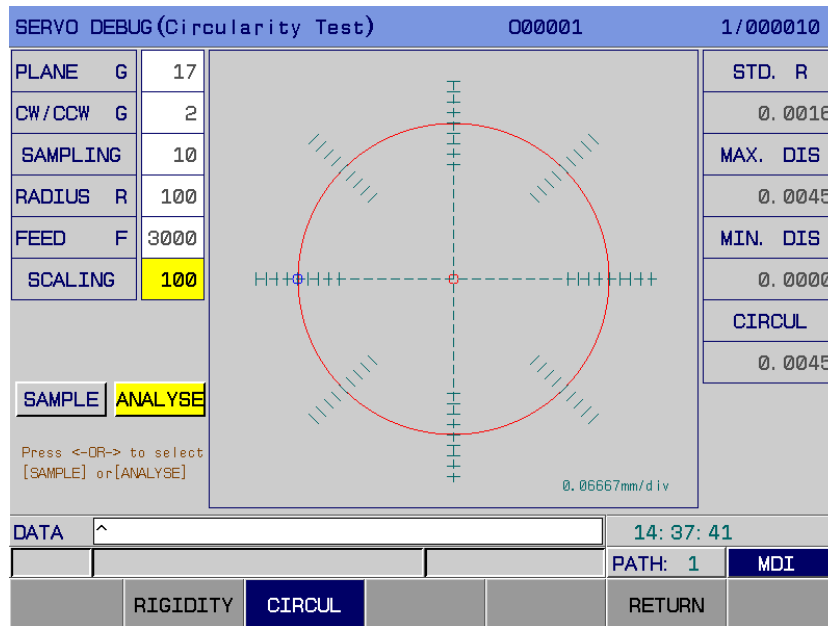 SERVO DEBUG(Circularity Test) O00001 1/000010
PLANE G 17
CW/CCW G 2
SAMPLING 10
RADIUS R 100
FEED F 3000
SCALING 100
SAMPLE ANALYSE
Press <-OR-> to select
[SAMPLE] or[ANALYSE]
0.06667mm/div
STD. R
0.0016
MAX. DIS
0.0045
MIN. DIS
0.0000
CIRCUL
0.0045
DATA ^ 14:37:41
PATH: 1 MDI
RIGIDITY CIRCUL RETURN